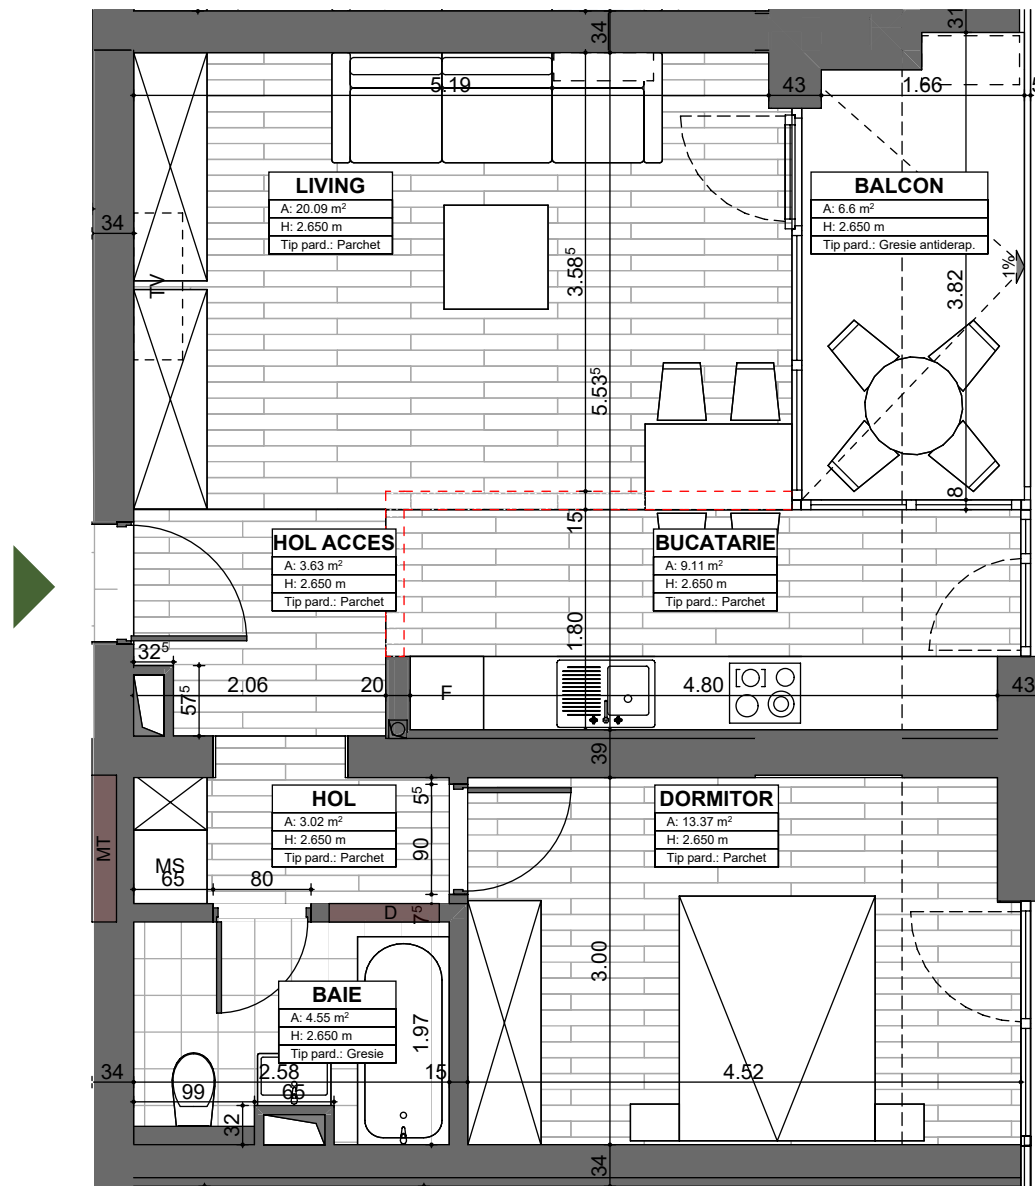 34
31
5.19
43
1.66
5
LIVING
A: 20.09 m²
H: 2.650 m
Tip pard.: Parchet
BALCON
A: 6.6 m²
H: 2.650 m
Tip pard.: Gresie antiderap.
34
TV
3.58⁵
1%
3.82
5.53⁵
8
15
HOL ACCES
A: 3.63 m²
H: 2.650 m
Tip pard.: Parchet
BUCATARIE
A: 9.11 m²
H: 2.650 m
Tip pard.: Parchet
1.80
32⁵
57⁵
2.06
20
F
4.80
43
39
HOL
A: 3.02 m²
H: 2.650 m
Tip pard.: Parchet
5⁵
DORMITOR
A: 13.37 m²
H: 2.650 m
Tip pard.: Parchet
MT
90
MS
65
80
D
7⁵
3.00
BAIE
A: 4.55 m²
H: 2.650 m
Tip pard.: Gresie
1.97
34
2.58
15
4.52
99
65
32
34